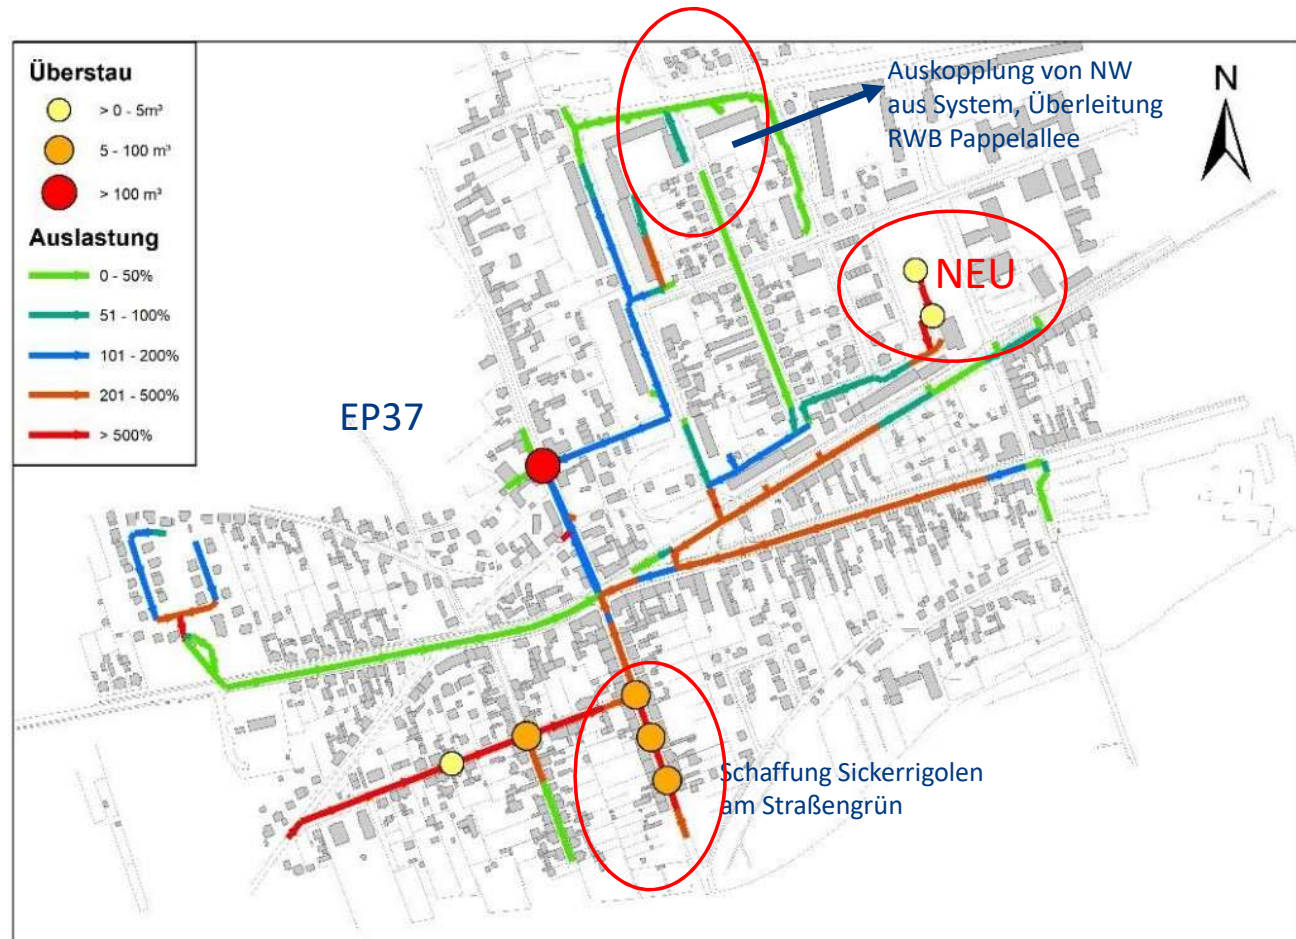 Überstau
> 0 - 5m³
5 - 100 m³
> 100 m³
Auslastung
0 - 50%
51 - 100%
101 - 200%
201 - 500%
> 500%
Auskopplung von NW
aus System, Überleitung
RWB Pappelallee
N
NEU
EP37
Schaffung Sickerrigolen
am Straßengrün